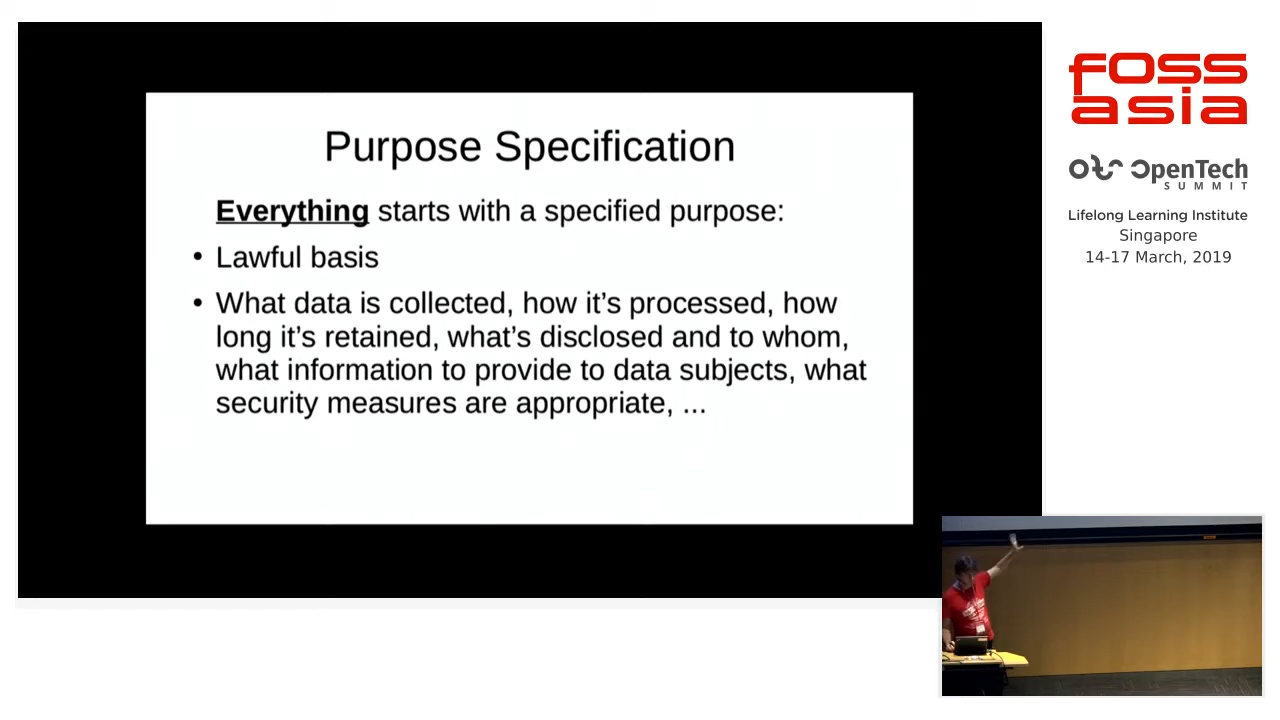 Purpose Specification
Everything starts with a specified purpose:
• Lawful basis
• What data is collected, how it’s processed, how
long it’s retained, what’s disclosed and to whom,
what information to provide to data subjects, what
security measures are appropriate, ...
fOSS
asia
OpenTech
SUMMIT
Lifelong Learning Institute
Singapore
14-17 March, 2019